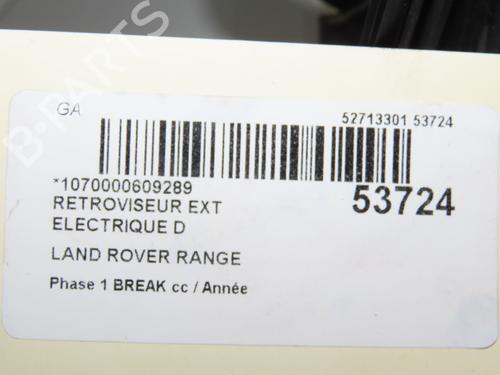 GA
52713301 53724
*1070000609289
53724
RETROVISEUR EXT
ELECTRIQUE D
LAND ROVER RANGE
Phase 1 BREAK cc / Année
B-PARTS